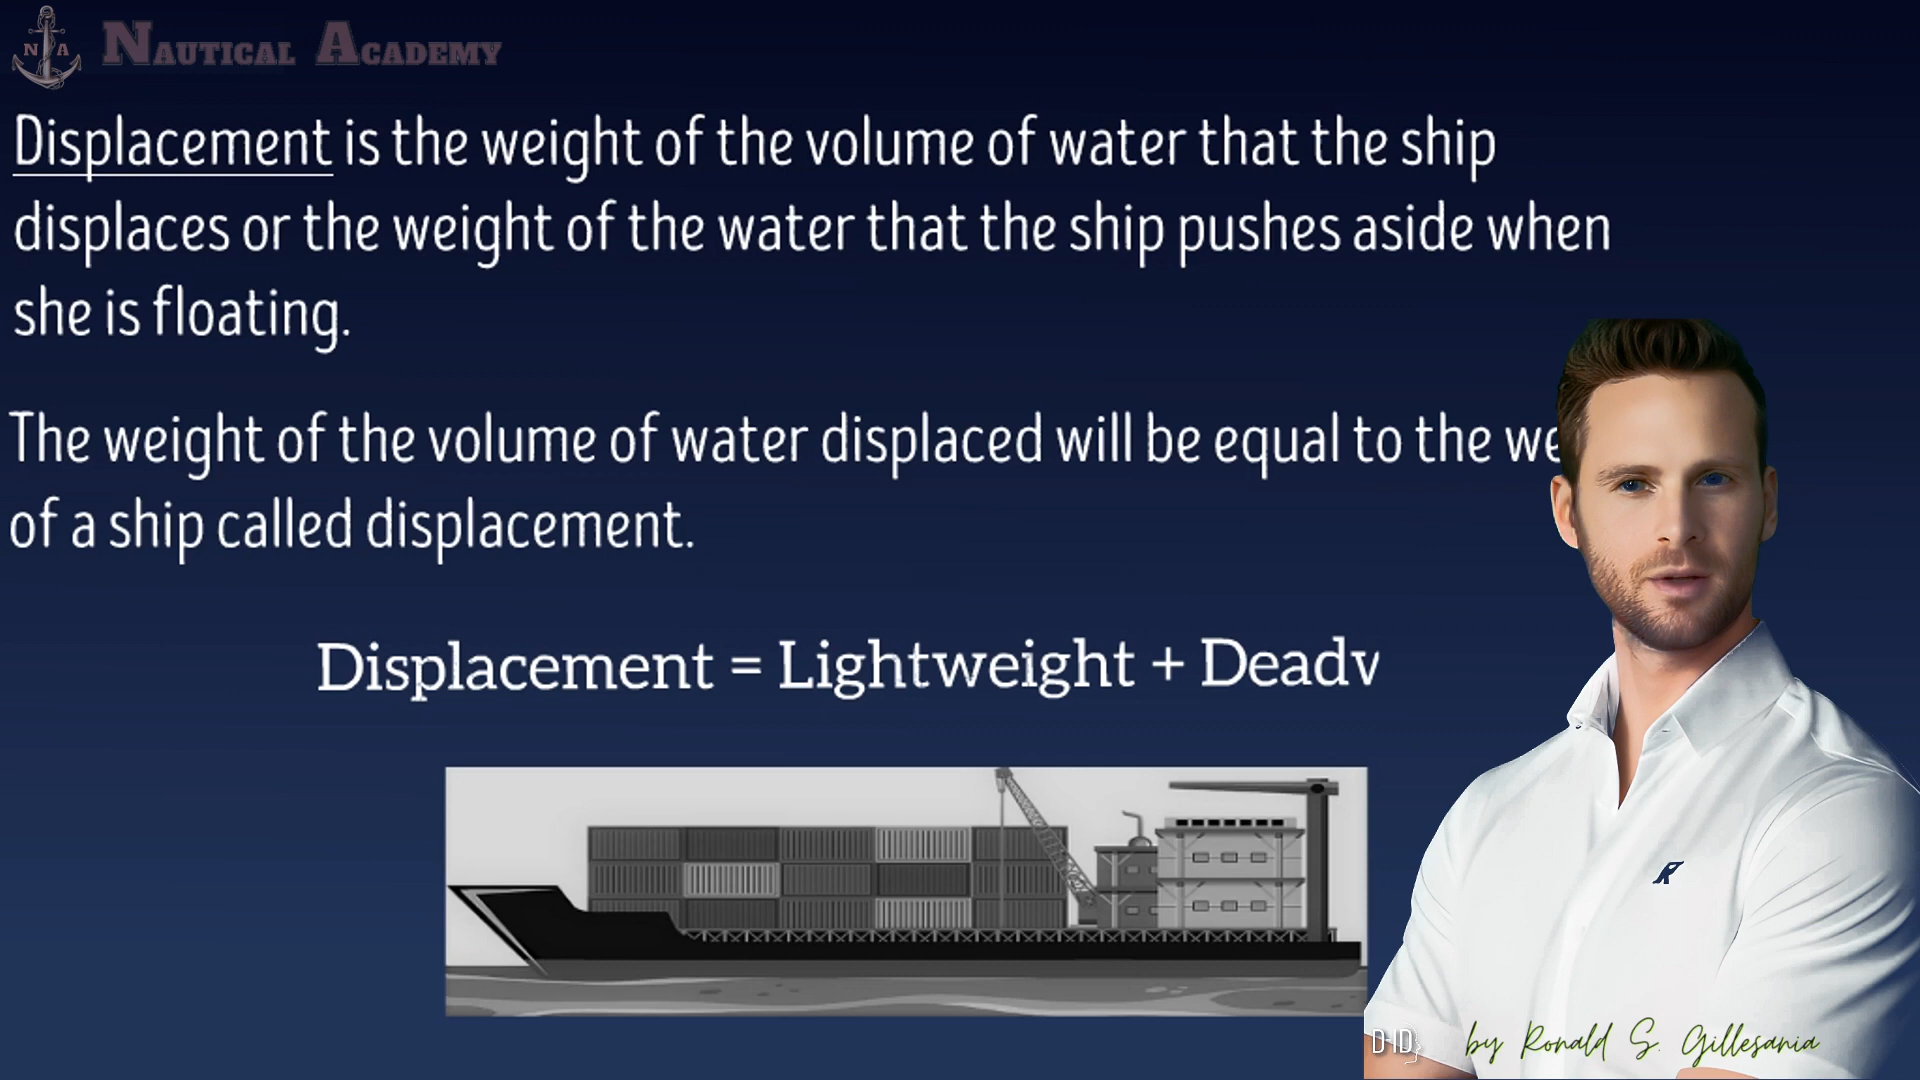 N A
NAUTICAL ACADEMY
Displacement is the weight of the volume of water that the ship
displaces or the weight of the water that the ship pushes aside when
she is floating.
The weight of the volume of water displaced will be equal to the we
of a ship called displacement.
Displacement = Lightweight + Deadv
R
D-ID
by Ronald S. Gillesania